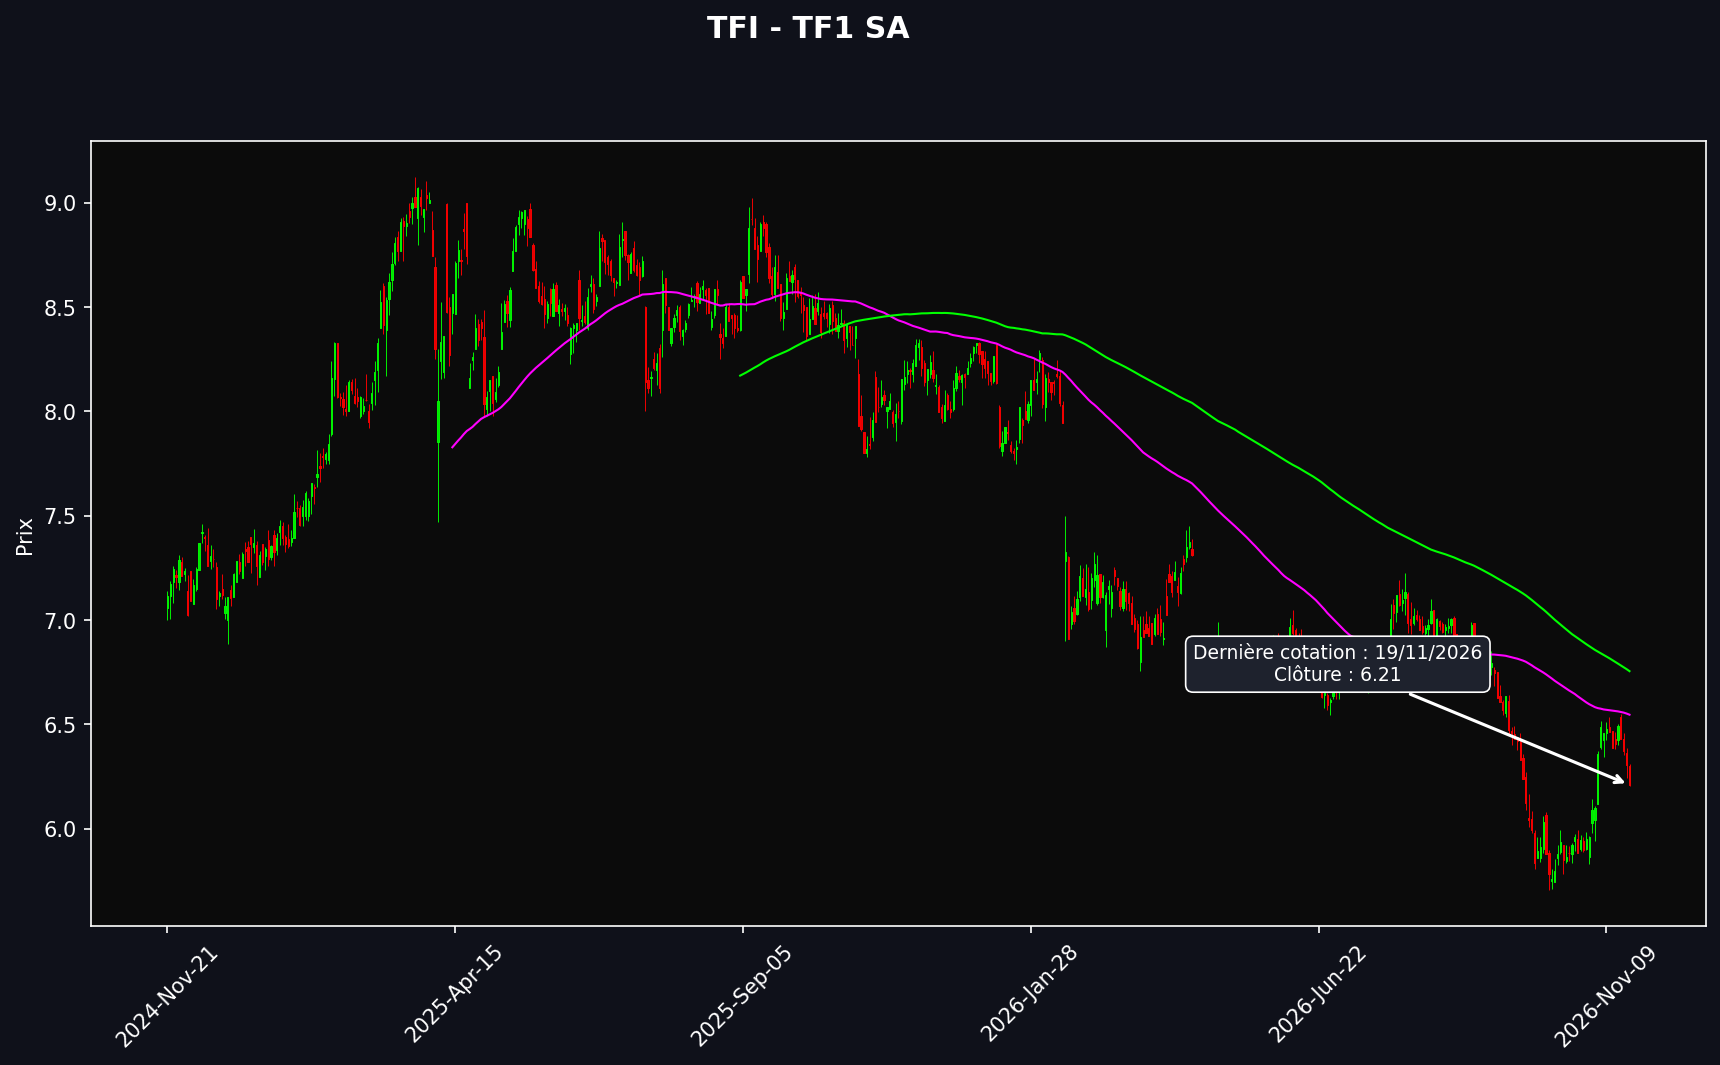 TFI - TF1 SA
Prix
9.0
8.5
8.0
7.5
7.0
6.5
6.0
Dernière cotation : 19/11/2026
Clôture : 6.21
2024-Nov-21
2025-Apr-15
2025-Sep-05
2026-Jan-28
2026-Jun-22
2026-Nov-09